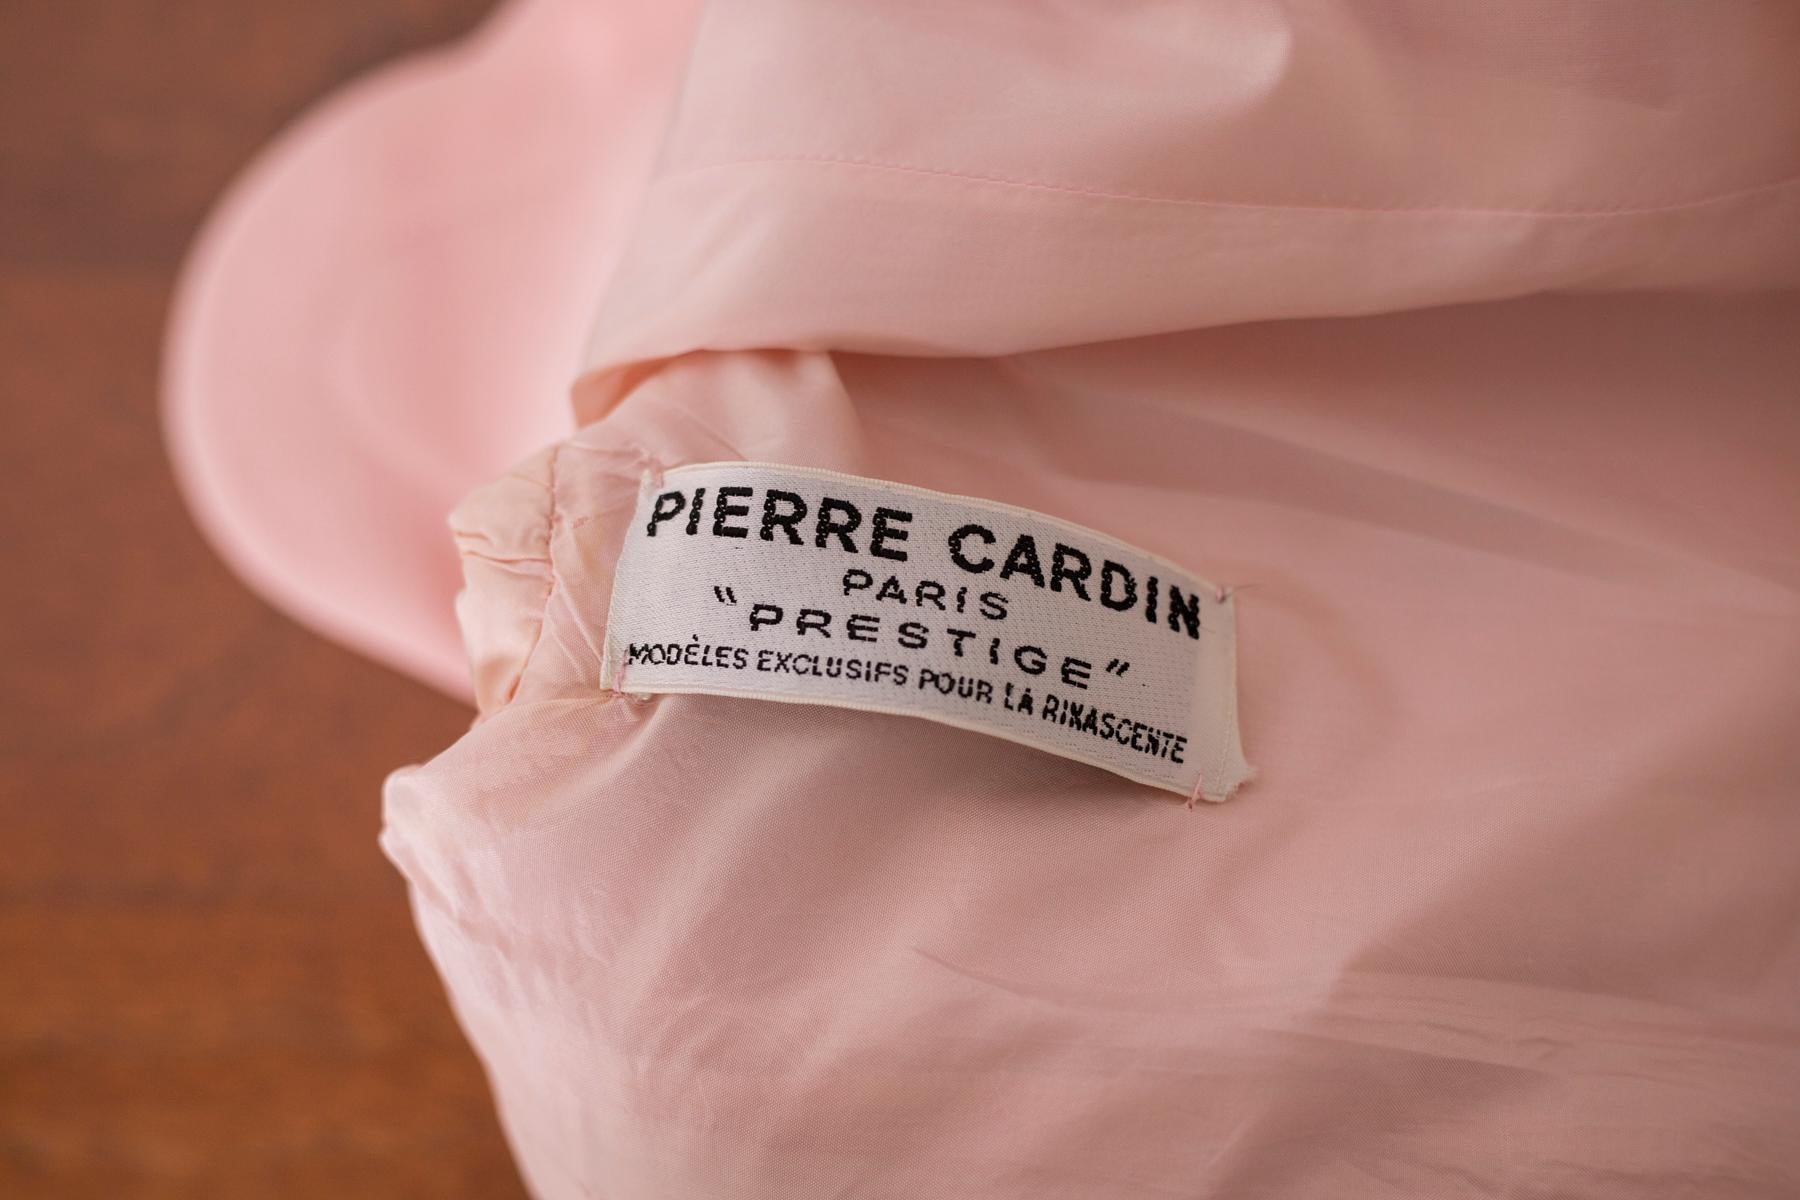 PIERRE CARDIN
PARIS
"PRESTIGE"
MODÈLES EXCLUSIFS POUR LA RINASCENTE